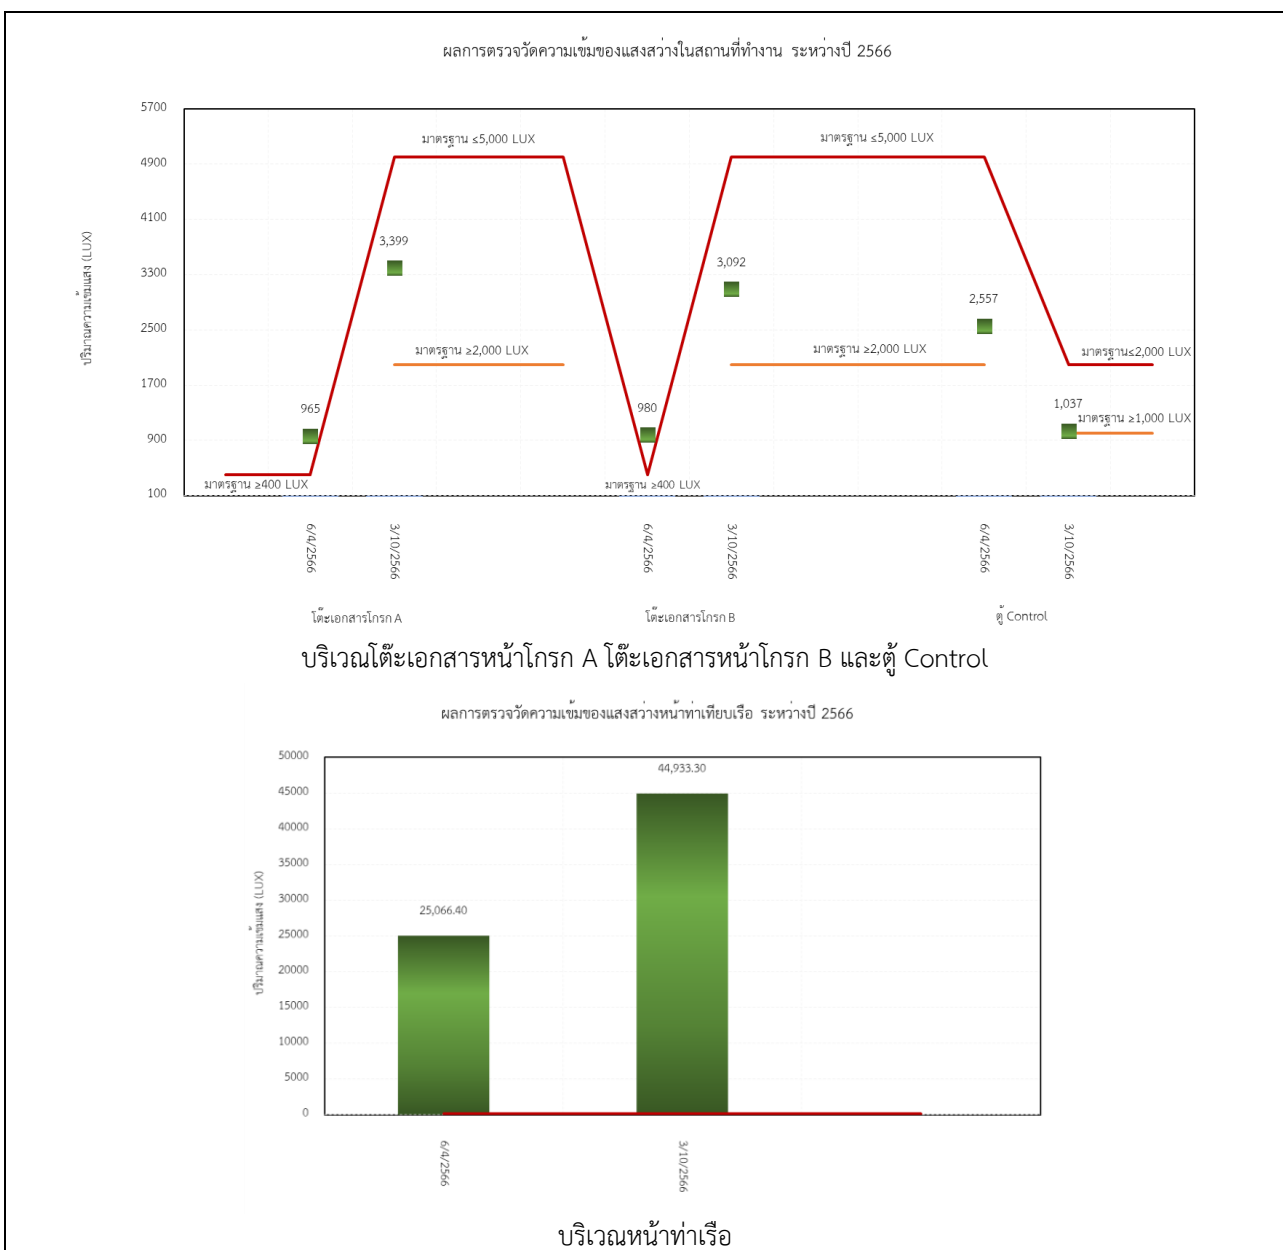 ผลการตรวจวัดความเข้มของแสงสว่างในสถานที่ทำงาน ระหว่างปี 2566
ปริมาณความเข้มแสง (LUX)
5700
4900
4100
3300
2500
1700
900
100
มาตรฐาน ≤5,000 LUX
มาตรฐาน ≤5,000 LUX
3,399
3,092
2,557
มาตรฐาน ≥2,000 LUX
มาตรฐาน ≥2,000 LUX
มาตรฐาน≤2,000 LUX
965
980
1,037
มาตรฐาน ≥1,000 LUX
มาตรฐาน ≥400 LUX
มาตรฐาน ≥400 LUX
6/4/2566
3/10/2566
6/4/2566
3/10/2566
6/4/2566
3/10/2566
โต๊ะเอกสารโกรก A
โต๊ะเอกสารโกรก B
ตู้ Control
บริเวณโต๊ะเอกสารหน้าโกรก A โต๊ะเอกสารหน้าโกรก B และตู้ Control
ผลการตรวจวัดความเข้มของแสงสว่างหน้าท่าเทียบเรือ ระหว่างปี 2566
ปริมาณความเข้มแสง (LUX)
50000
45000
40000
35000
30000
25000
20000
15000
10000
5000
0
44,933.30
25,066.40
6/4/2566
3/10/2566
บริเวณหน้าท่าเรือ